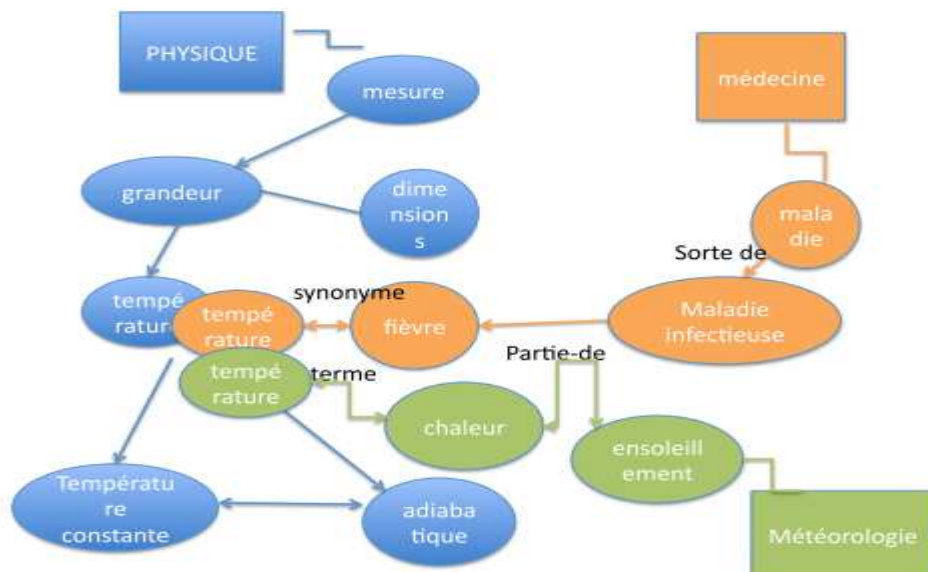 PHYSIQUE
mesure
médecine
grandeur
dime
nsion
s
mala
die
Sorte de
tempé
rature
synonyme
tempé
rature
fièvre
Maladie
infectieuse
Partie-de
terme
tempé
rature
chaleur
ensoleill
ement
Températu
re
constante
adiaba
tique
Météorologie